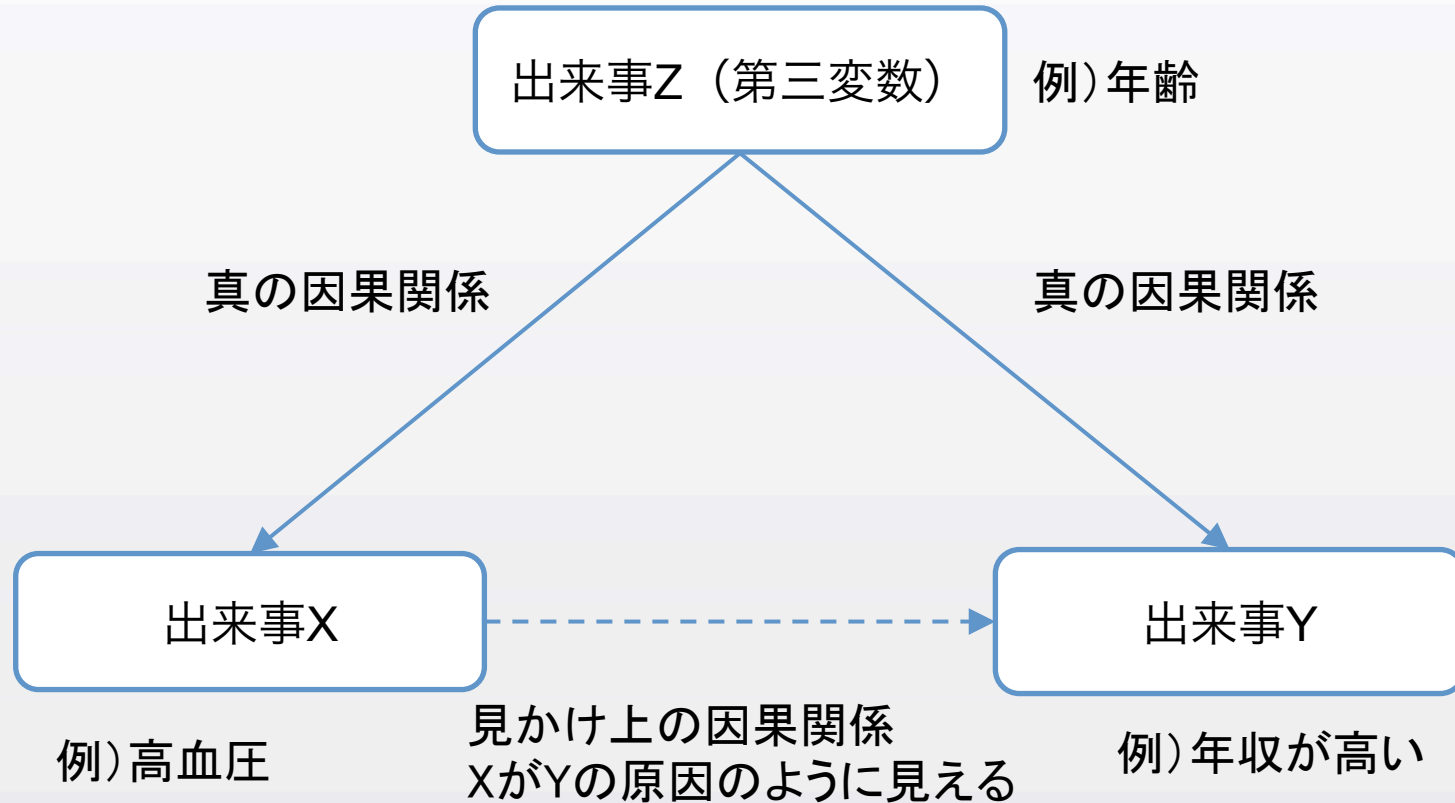 出来事Z（第三変数）
例）年齢
真の因果関係
真の因果関係
出来事X
出来事Y
例）高血圧
見かけ上の因果関係
XがYの原因のように見える
例）年収が高い